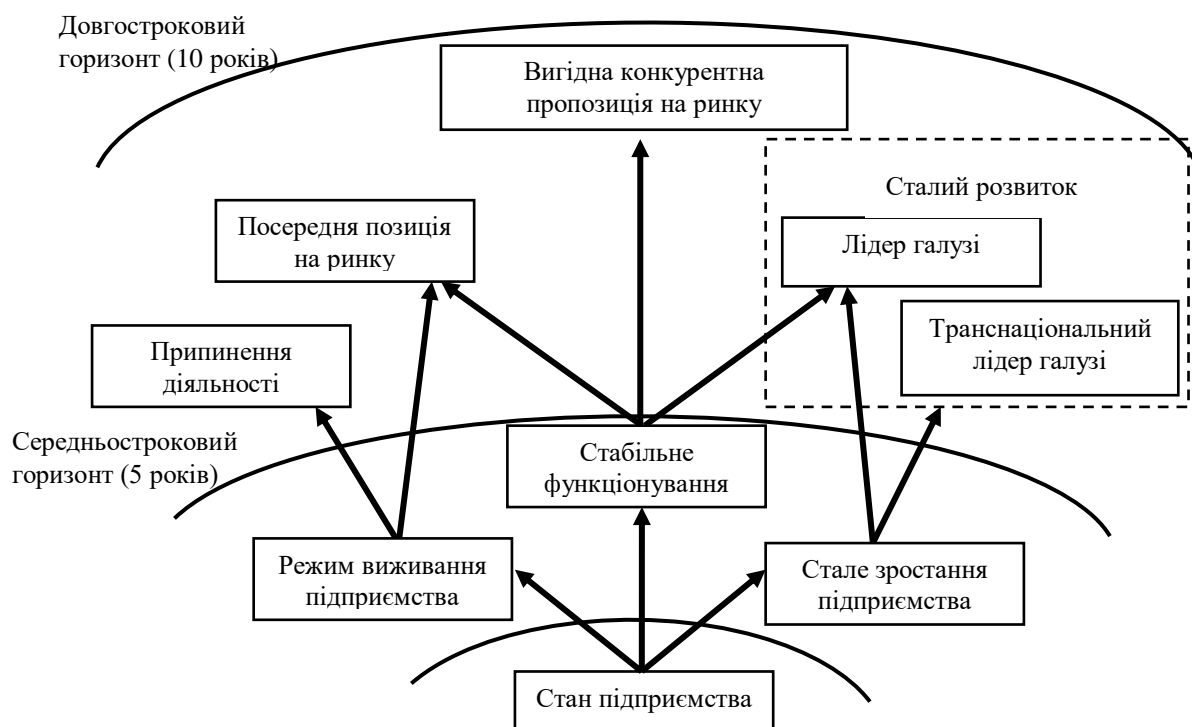 Довгостроковий
горизонт (10 років)
Вигідна конкурентна
пропозиція на ринку
Сталий розвиток
Посередня позиція
на ринку
Лідер галузі
Транснаціональний
лідер галузі
Припинення
діяльності
Середньостроковий
горизонт (5 років)
Стабільне
функціонування
Режим виживання
підприємства
Стале зростання
підприємства
Стан підприємства